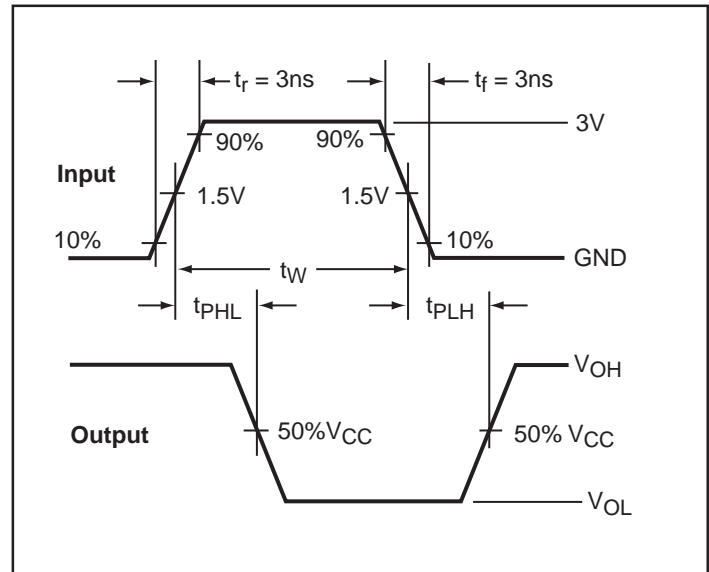 tr = 3ns
tf = 3ns
3V
90%
90%
Input
1.5V
1.5V
10%
10%
GND
tW
tPHL
tPLH
VOH
Output
50%VCC
50% VCC
VOL